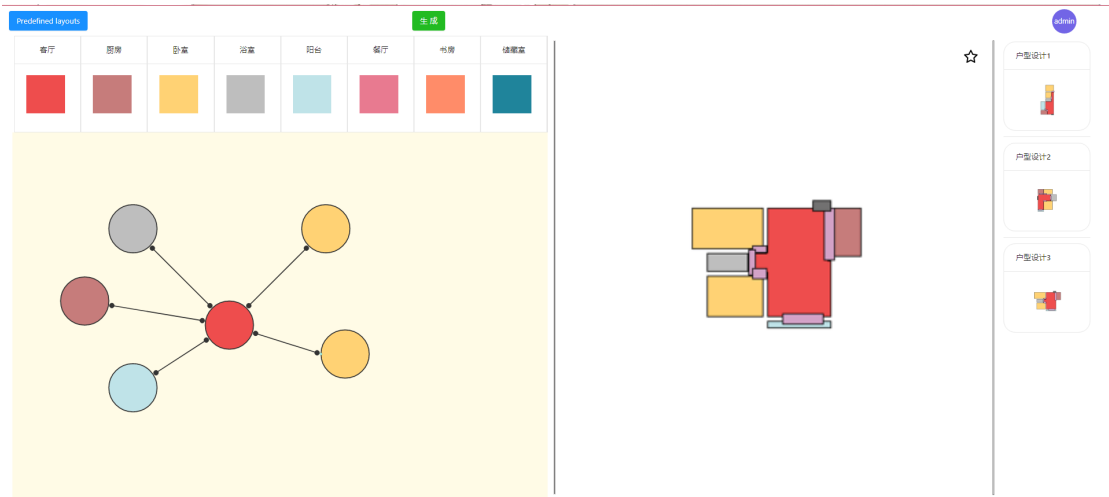 Predefined layouts
生 成
admin
客厅 厨房 卧室 浴室 阳台 餐厅 书房 储藏室
户型设计1
户型设计2
户型设计3